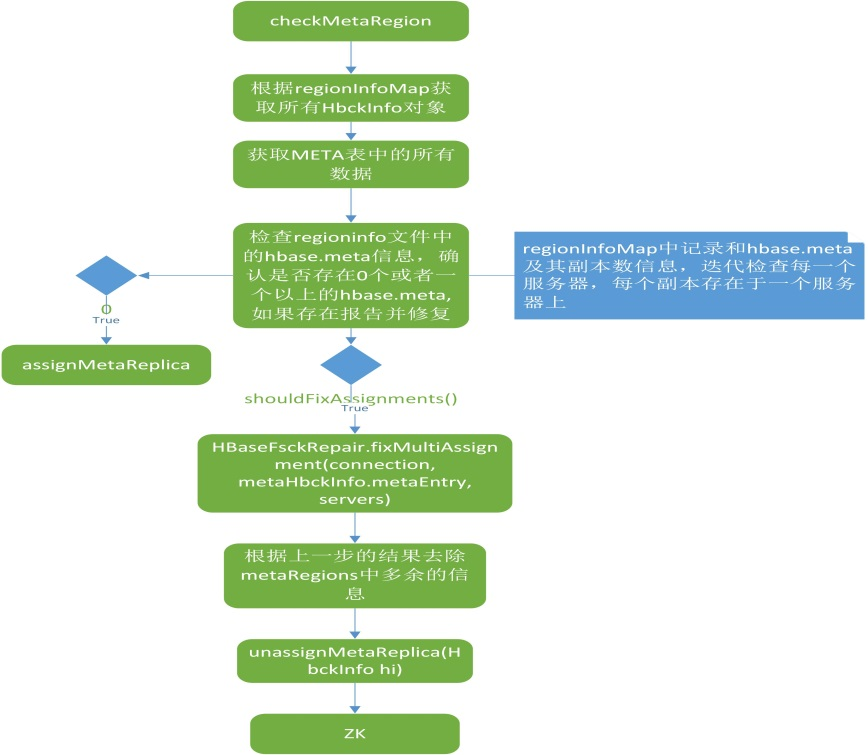 checkMetaRegion
根据regionInfoMap获
取所有HbckInfo对象
获取META表中的所有
数据
检查regioninfo文件中
的hbase.meta信息，确
认是否存在0个或者一
个以上的hbase.meta,
如果存在报告并修复
regionInfoMap中记录和hbase.meta
及其副本数信息，迭代检查每一个
服务器，每个副本存在于一个服务
器上
0
True
assignMetaReplica
shouldFixAssignments()
True
HBaseFsckRepair.fixMultiAssign
ment(connection,
metaHbckInfo.metaEntry,
servers)
根据上一步的结果去除
metaRegions中多余的信
息
unassignMetaReplica(H
bckInfo hi)
ZK